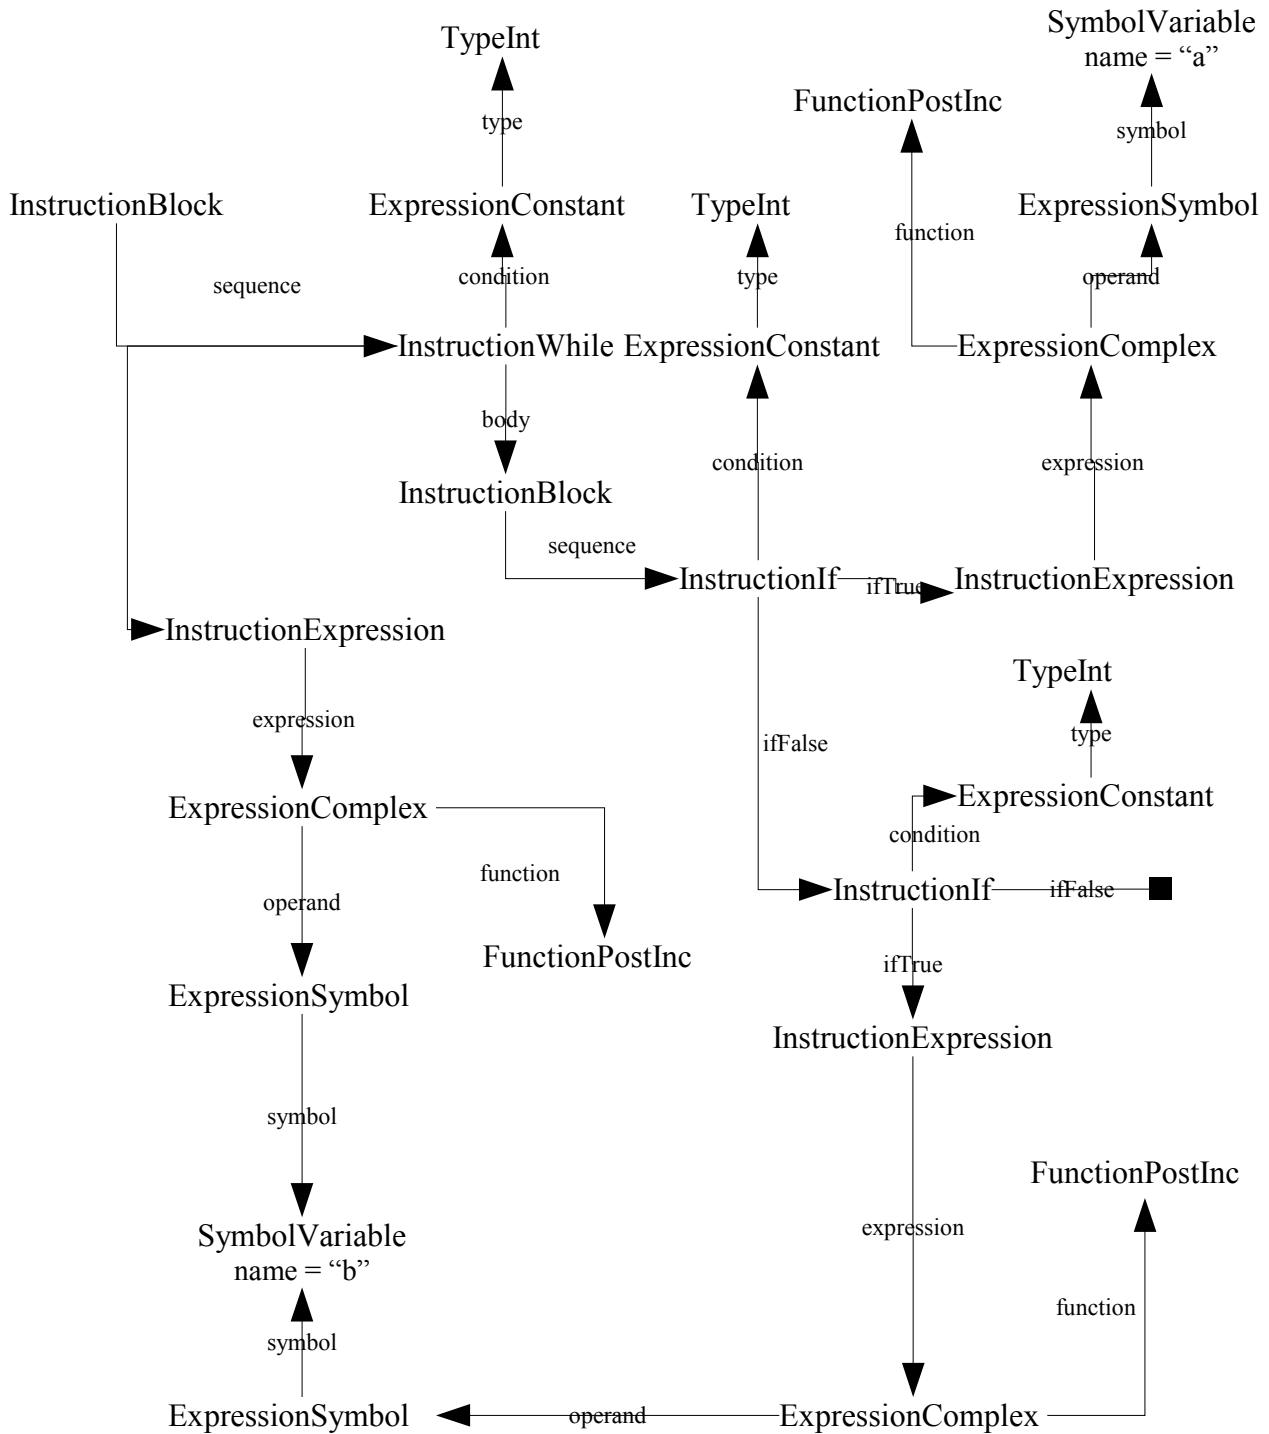 SymbolVariable
name = “a”
TypeInt
FunctionPostInc
type
symbol
InstructionBlock
ExpressionConstant
TypeInt
ExpressionSymbol
function
sequence
condition
type
operand
InstructionWhile
ExpressionConstant
ExpressionComplex
body
condition
expression
InstructionBlock
sequence
InstructionIf
ifTrue
InstructionExpression
InstructionExpression
TypeInt
expression
type
ifFalse
ExpressionConstant
ExpressionComplex
condition
function
InstructionIf
ifFalse
operand
FunctionPostInc
ifTrue
ExpressionSymbol
InstructionExpression
symbol
FunctionPostInc
expression
SymbolVariable
name = “b”
function
symbol
ExpressionSymbol
operand
ExpressionComplex